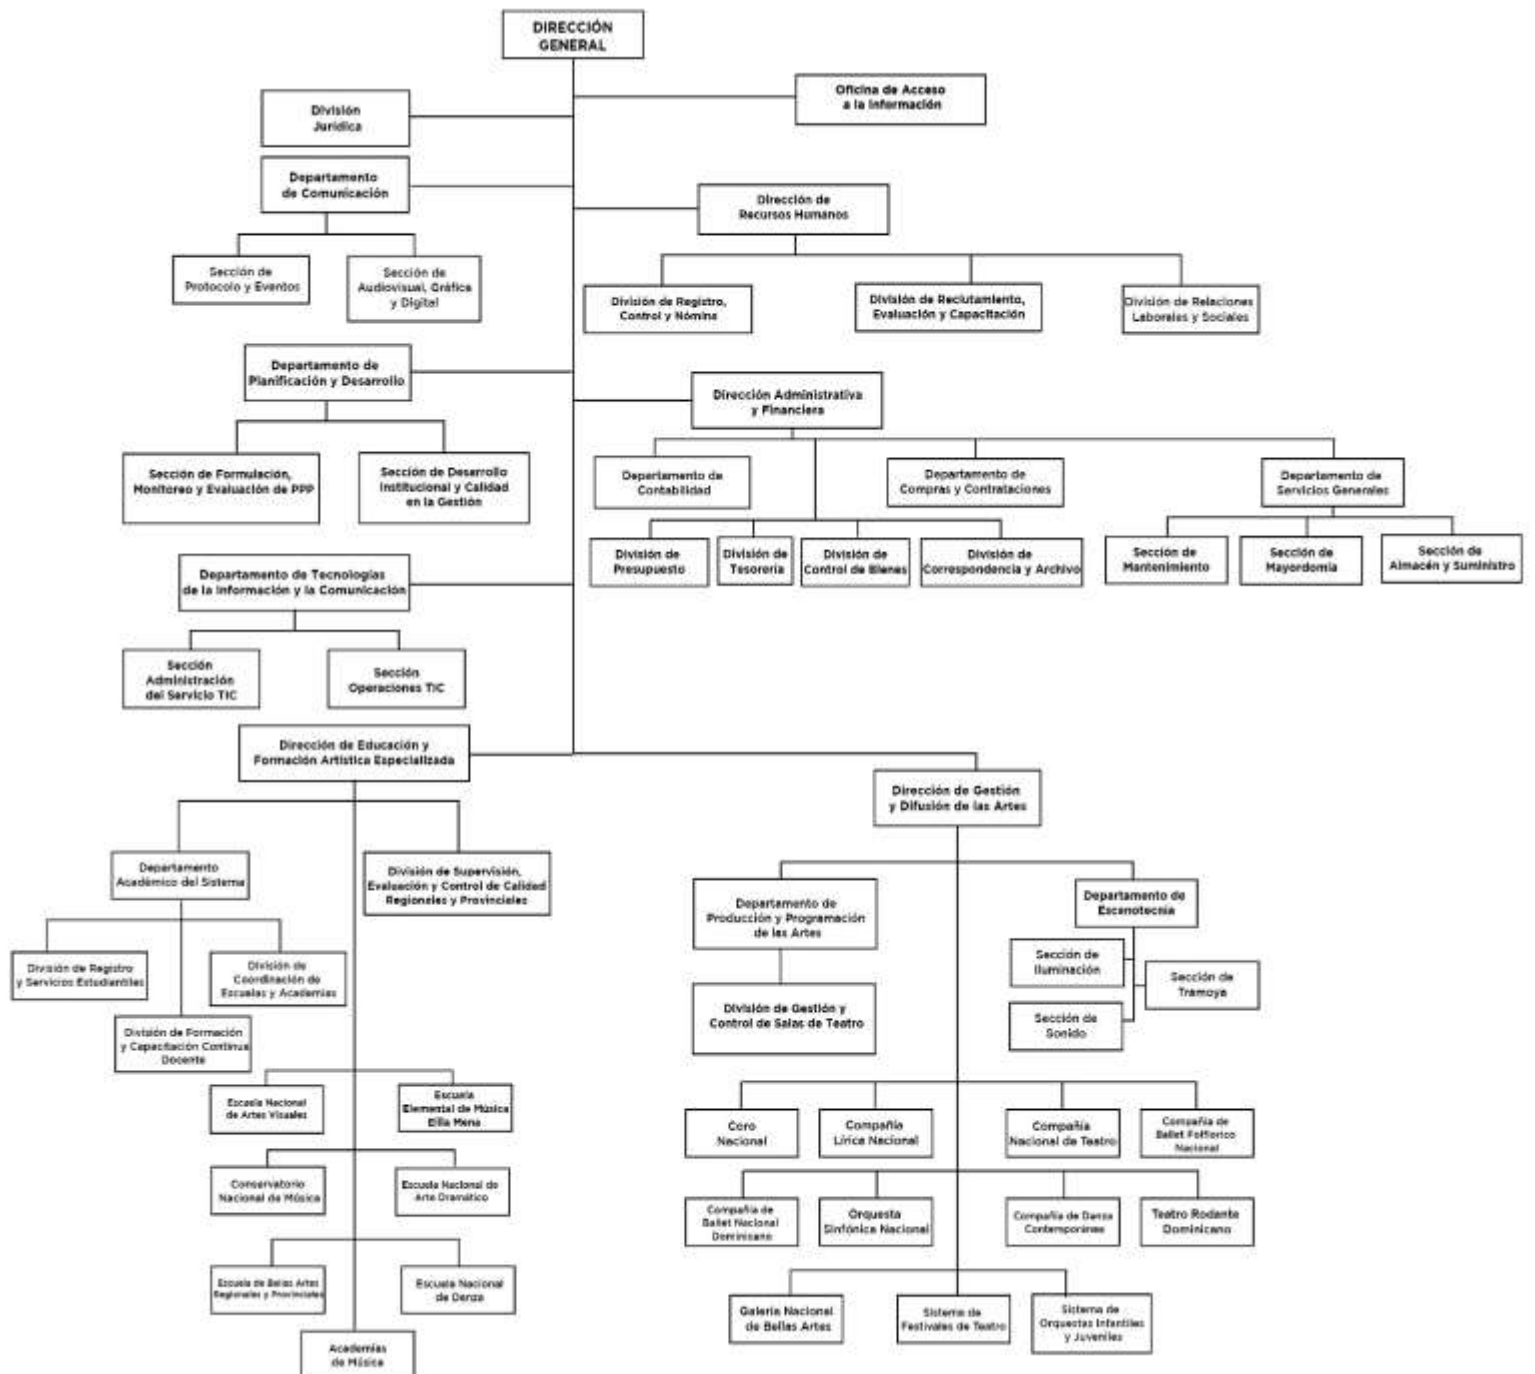 DIRECCIÓN
GENERAL
Oficina de Acceso
a la Información
División
Jurídica
Departamento
de Comunicación
Dirección de
Recursos Humanos
Sección de
Protocolo y Eventos
Sección de
Audiovisual, Gráfica
y Digital
División de Registro,
Control y Nómina
División de Reclutamiento,
Evaluación y Capacitación
División de Relaciones
Laborales y Sociales
Departamento de
Planificación y Desarrollo
Dirección Administrativa
y Financiera
Sección de Formulación,
Monitoreo y Evaluación de PPP
Sección de Desarrollo
Institucional y Calidad
en la Gestión
Departamento de
Contabilidad
Departamento de
Compras y Contrataciones
Departamento de
Servicios Generales
División de
Presupuesto
División de
Tesorería
División de
Control de Bienes
División de
Correspondencia y Archivo
Sección de
Mantenimiento
Sección de
Mayordomía
Sección de
Almacén y Suministro
Departamento de Tecnologías
de la Información y la Comunicación
Sección
Administración
del Servicio TIC
Sección
Operaciones TIC
Dirección de Educación y
Formación Artística Especializada
Dirección de Gestión
y Difusión de las Artes
Departamento
Académico del Sistema
División de Supervisión,
Evaluación y Control de Calidad
Regionales y Provinciales
División de Registro
y Servicios Estudiantiles
División de
Coordinación de
Escuelas y Academias
División de Formación
y Capacitación Continua
Docente
Departamento de
Producción y Programación
de las Artes
Departamento de
Escenotecnia
Sección de
Iluminación
Sección de
Tramoya
Sección de
Sonido
División de Gestión y
Control de Salas de Teatro
Escuela Nacional
de Artes Visuales
Escuela
Elemental de Música
Elila Mena
Conservatorio
Nacional de Música
Escuela Nacional de
Arte Dramático
Escuela de Bellas Artes
Regionales y Provinciales
Escuela Nacional
de Danza
Academias
de Música
Coro
Nacional
Compañía
Lírica Nacional
Compañía
Nacional de Teatro
Compañía de
Ballet Folflorico
Nacional
Compañía de
Ballet Nacional
Dominicano
Orquesta
Sinfónica Nacional
Compañía de Danza
Contemporánea
Teatro Rodante
Dominicano
Galería Nacional
de Bellas Artes
Sistema de
Festivales de Teatro
Sistema de
Orquestas Infantiles
y Juveniles